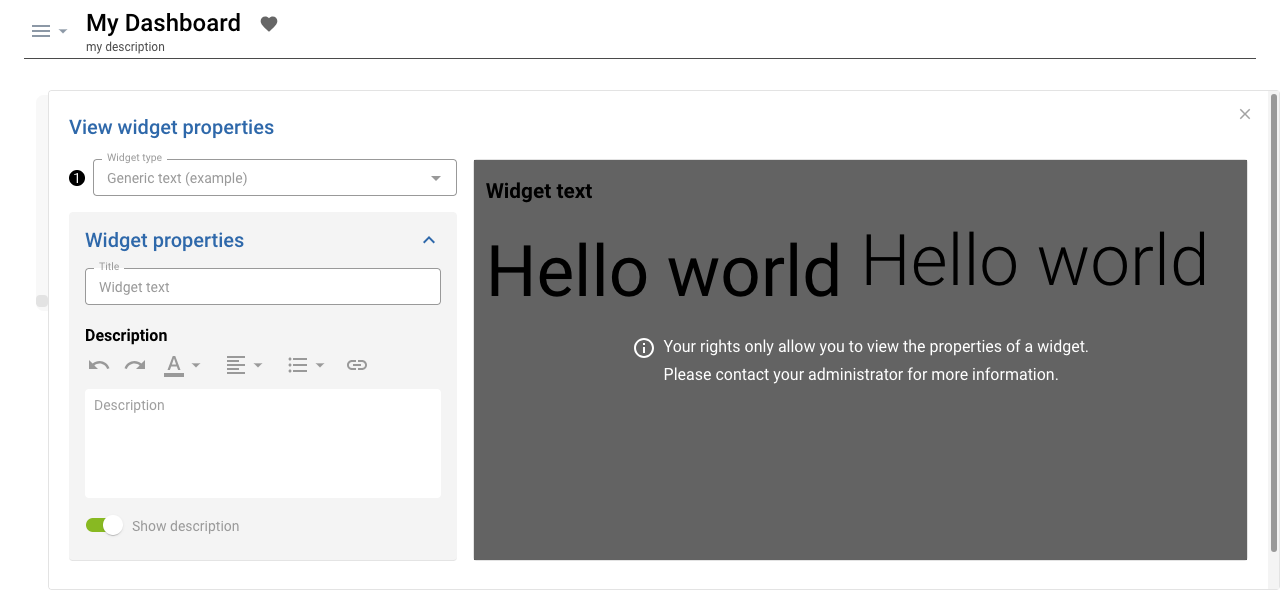 My Dashboard
my description
View widget properties
Widget type
1 Generic text (example)
Widget properties
Title
Widget text
Description
A
Description
Show description
Widget text
Hello world Hello world
Your rights only allow you to view the properties of a widget.
Please contact your administrator for more information.